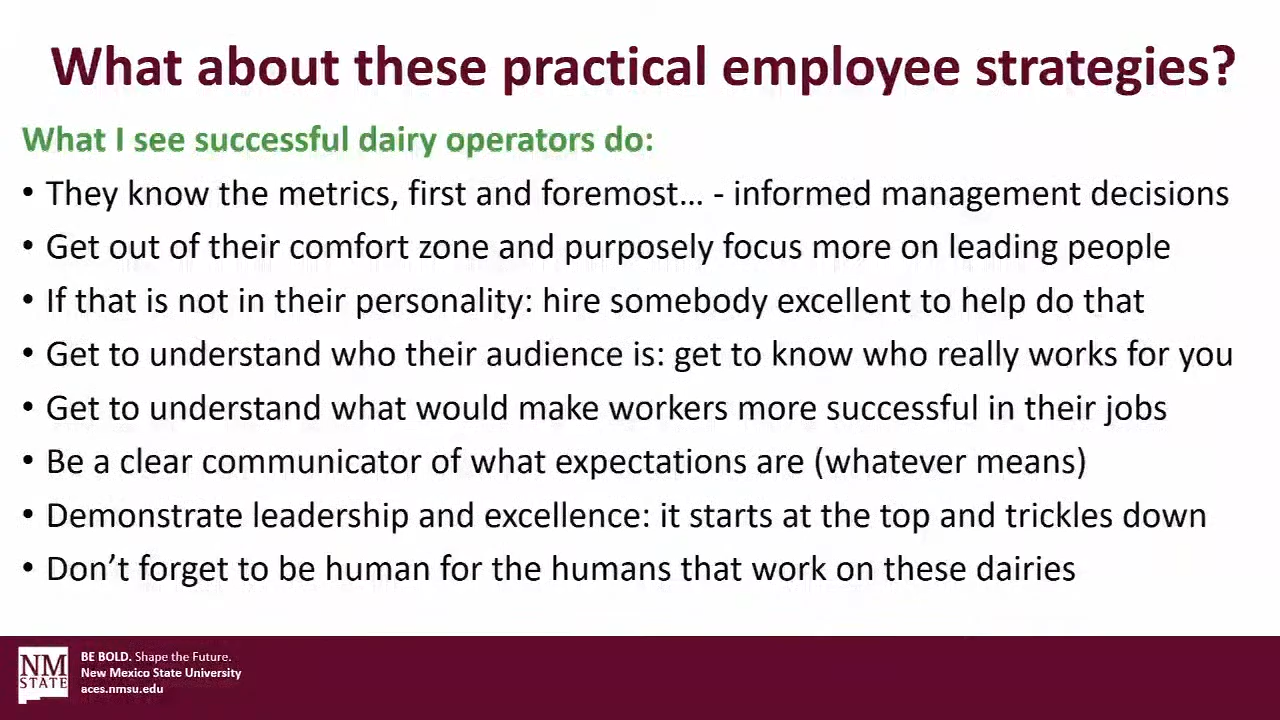 What about these practical employee strategies?
What I see successful dairy operators do:
• They know the metrics, first and foremost… - informed management decisions
• Get out of their comfort zone and purposely focus more on leading people
• If that is not in their personality: hire somebody excellent to help do that
• Get to understand who their audience is: get to know who really works for you
• Get to understand what would make workers more successful in their jobs
• Be a clear communicator of what expectations are (whatever means)
• Demonstrate leadership and excellence: it starts at the top and trickles down
• Don’t forget to be human for the humans that work on these dairies
NM
STATE
BE BOLD. Shape the Future.
New Mexico State University
aces.nmsu.edu